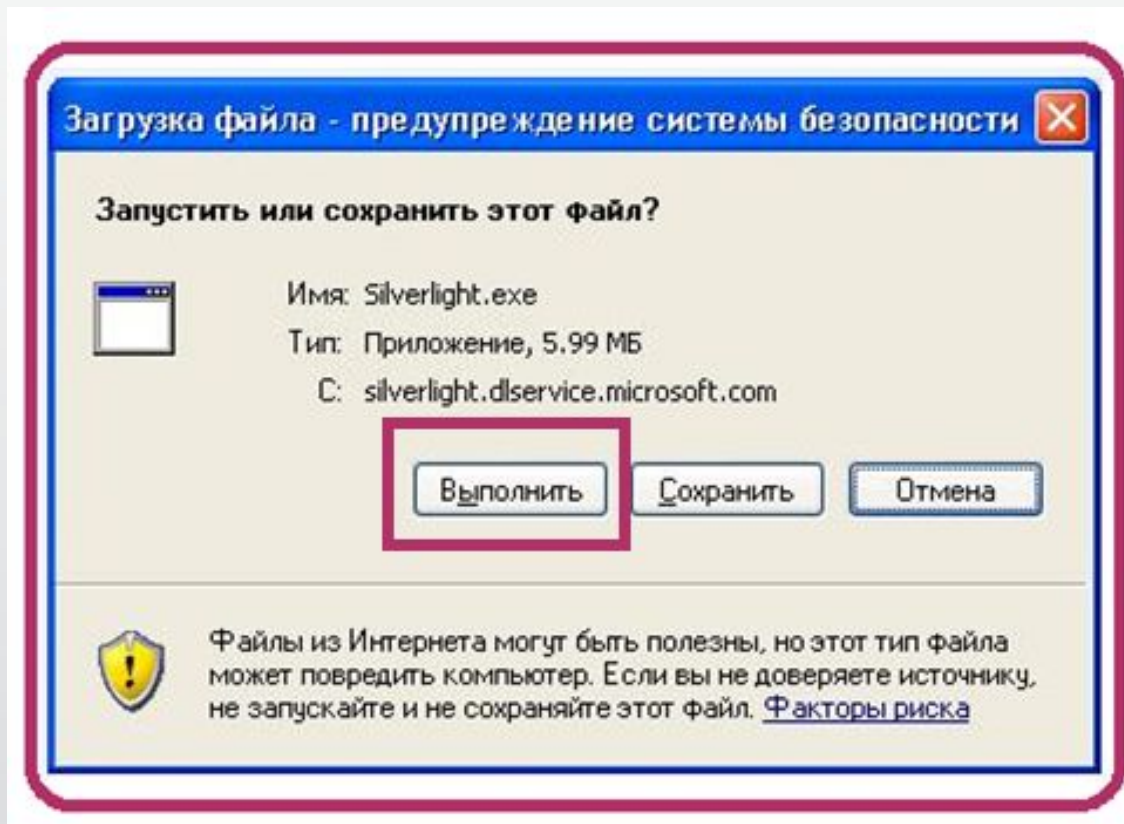 Загрузка файла - предупреждение системы безопасности
Запустить или сохранить этот файл?
Имя: Silverlight.exe
Тип: Приложение, 5.99 МБ
С: silverlight.dlservice.microsoft.com
Выполнить Сохранить Отмена
Файлы из Интернета могут быть полезны, но этот тип файла
может повредить компьютер. Если вы не доверяете источнику,
не запускайте и не сохраняйте этот файл. Факторы риска